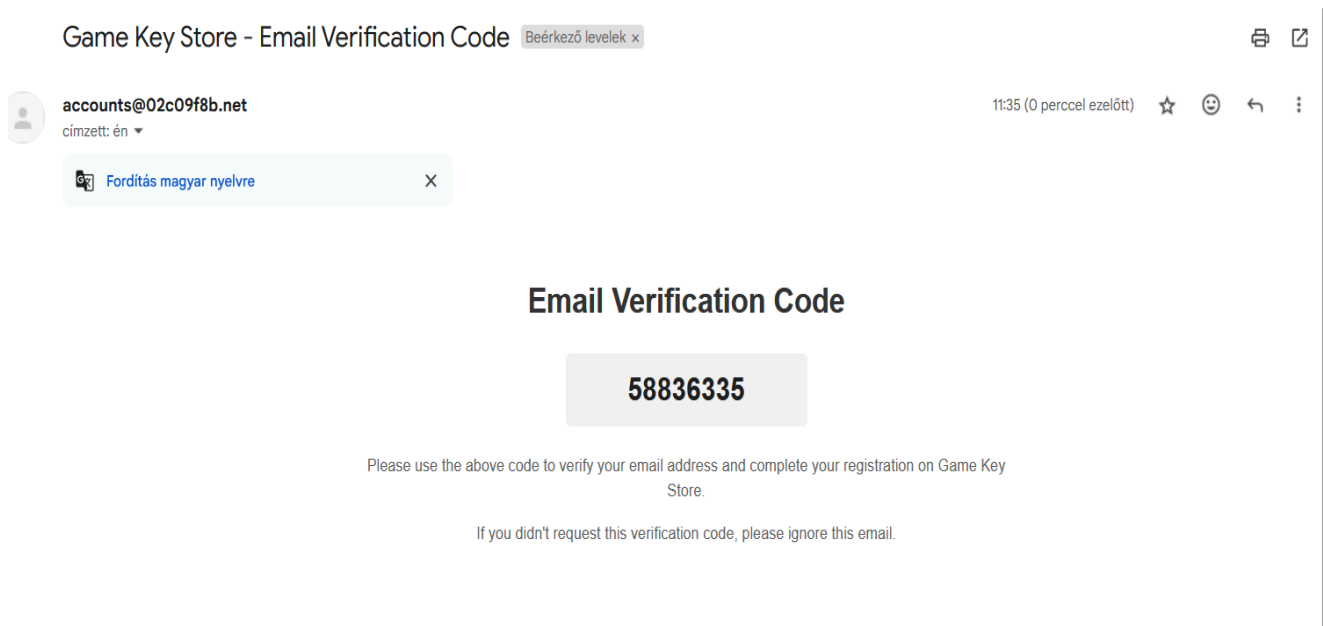 Game Key Store - Email Verification Code Beérkező levelek ×
accounts@02c09f8b.net
11:35 (0 perccel ezelőtt)
címzett: én
Fordítás magyar nyelvre
Email Verification Code
58836335
Please use the above code to verify your email address and complete your registration on Game Key
Store.
If you didn't request this verification code, please ignore this email.